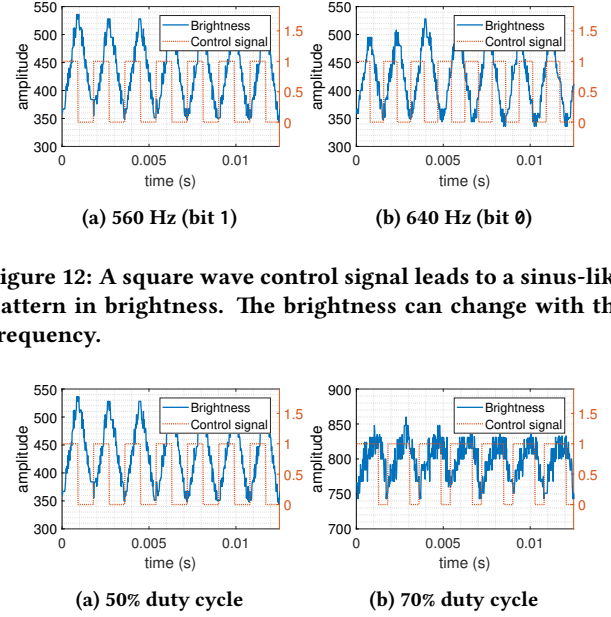 550
500
450
400
350
300
amplitude
Brightness
Control signal
1.5
1
0.5
0
0 0.005 0.01
time (s)
(a) 560 Hz (bit 1)
550
500
450
400
350
300
amplitude
Brightness
Control signal
1.5
1
0.5
0
0 0.005 0.01
time (s)
(b) 640 Hz (bit 0)
igure 12: A square wave control signal leads to a sinus-lik
attern in brightness. The brightness can change with th
requency.
550
500
450
400
350
300
amplitude
Brightness
Control signal
1.5
1
0.5
0
0 0.005 0.01
time (s)
(a) 50% duty cycle
900
850
800
750
700
amplitude
Brightness
Control signal
1.5
1
0.5
0
0 0.005 0.01
time (s)
(b) 70% duty cycle